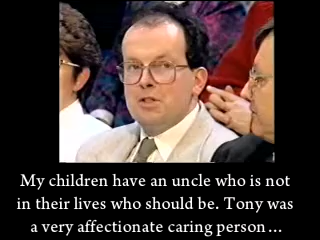 My children have an uncle who is not
in their lives who should be. Tony was
a very affectionate caring person...